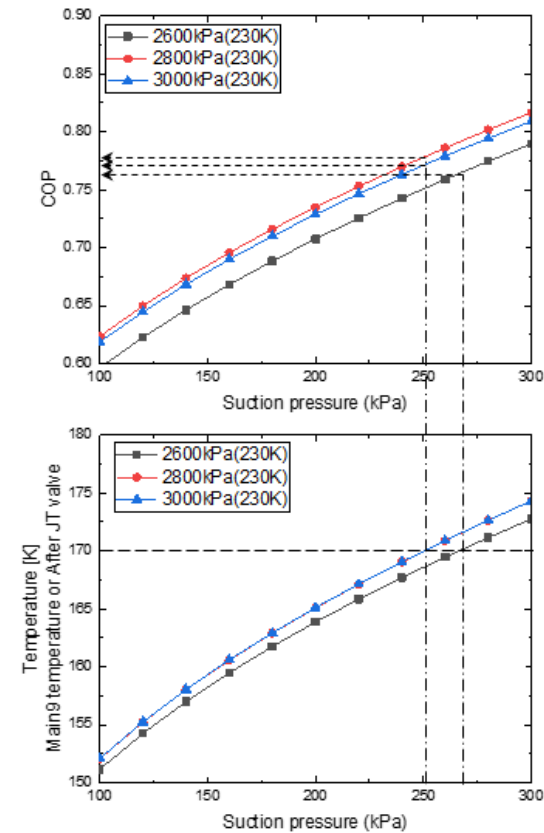 0.90
2600kPa(230K)
2800kPa(230K)
3000kPa(230K)
0.85
0.80
0.75
0.70
0.65
0.60
COP
100
150
200
250
300
Suction pressure (kPa)
180
2600kPa(230K)
2800kPa(230K)
3000kPa(230K)
175
170
165
160
155
150
Temperature [K]
Main9 temperature or After JT valve
100
150
200
250
300
Suction pressure (kPa)